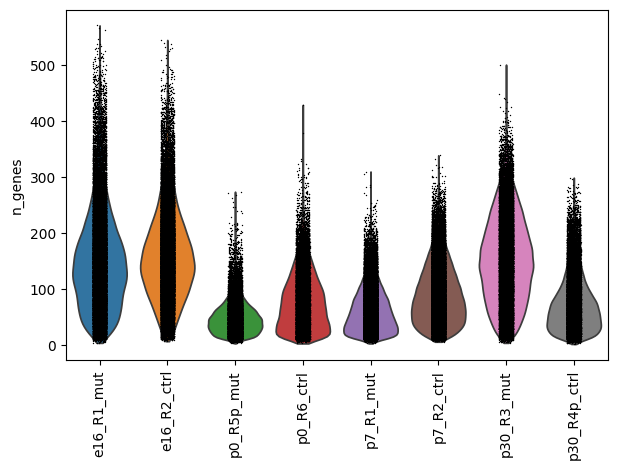 n_genes
500
400
300
200
100
0
e16_R1_mut
e16_R2_ctrl
p0_R5p_mut
p0_R6_ctrl
p7_R1_mut
p7_R2_ctrl
p30_R3_mut
p30_R4p_ctrl